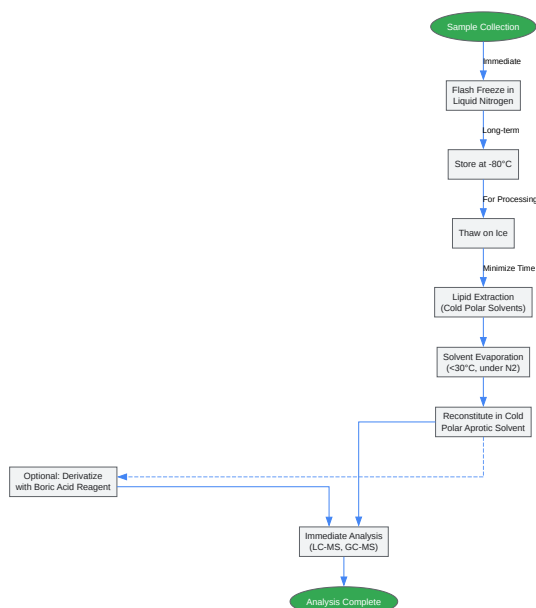 Sample Collection
Immediate
Flash Freeze in
Liquid Nitrogen
Long-term
Store at -80°C
For Processing
Thaw on Ice
Minimize Time
Lipid Extraction
(Cold Polar Solvents)
Solvent Evaporation
(<30°C, under N2)
Reconstitute in Cold
Polar Aprotic Solvent
Optional: Derivatize
with Boric Acid Reagent
Immediate Analysis
(LC-MS, GC-MS)
Analysis Complete